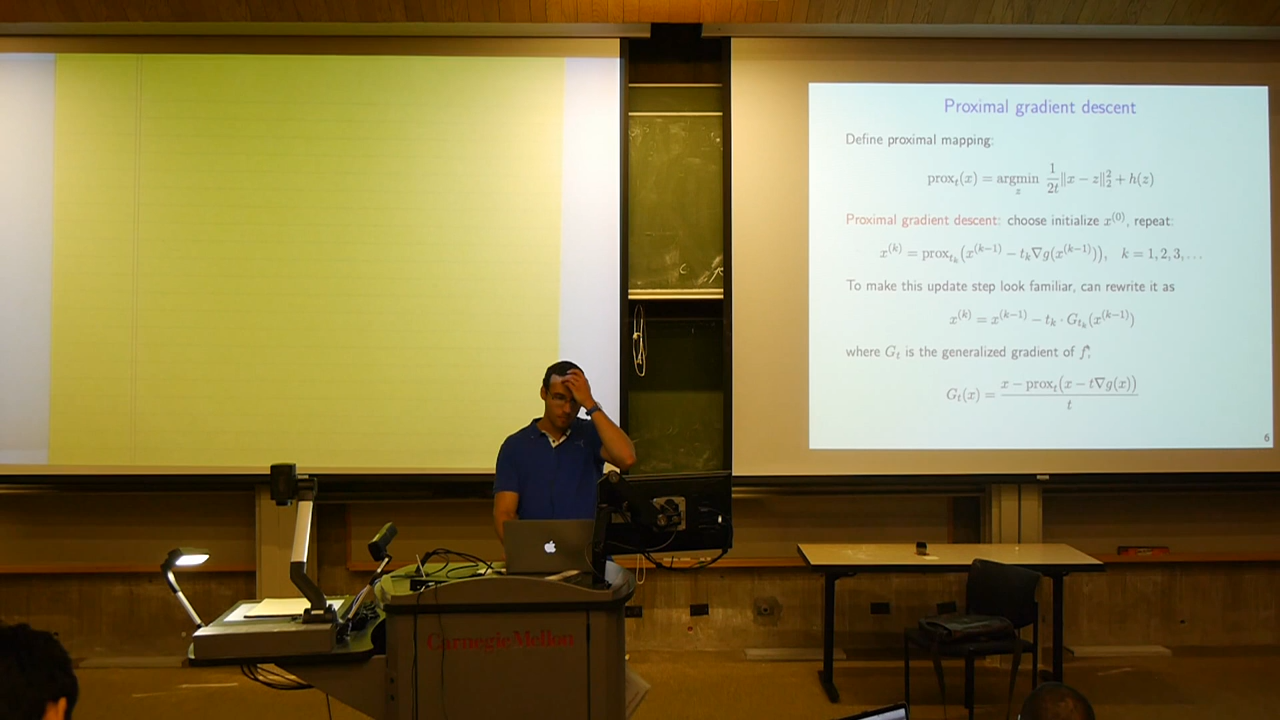 Proximal gradient descent
Define proximal mapping:
prox_t(x) = argmin_z 1/2t ‖x − z‖₂² + h(z)
Proximal gradient descent: choose initialize x^(0), repeat:
x^(k) = prox_{t_k}(x^(k−1) − t_k∇g(x^(k−1))), k = 1, 2, 3, . . .
To make this update step look familiar, can rewrite it as
x^(k) = x^(k−1) − t_k · G_{t_k}(x^(k−1))
where G_t is the generalized gradient of f,
G_t(x) = (x − prox_t(x − t∇g(x)))/t
6
Carnegie Mellon